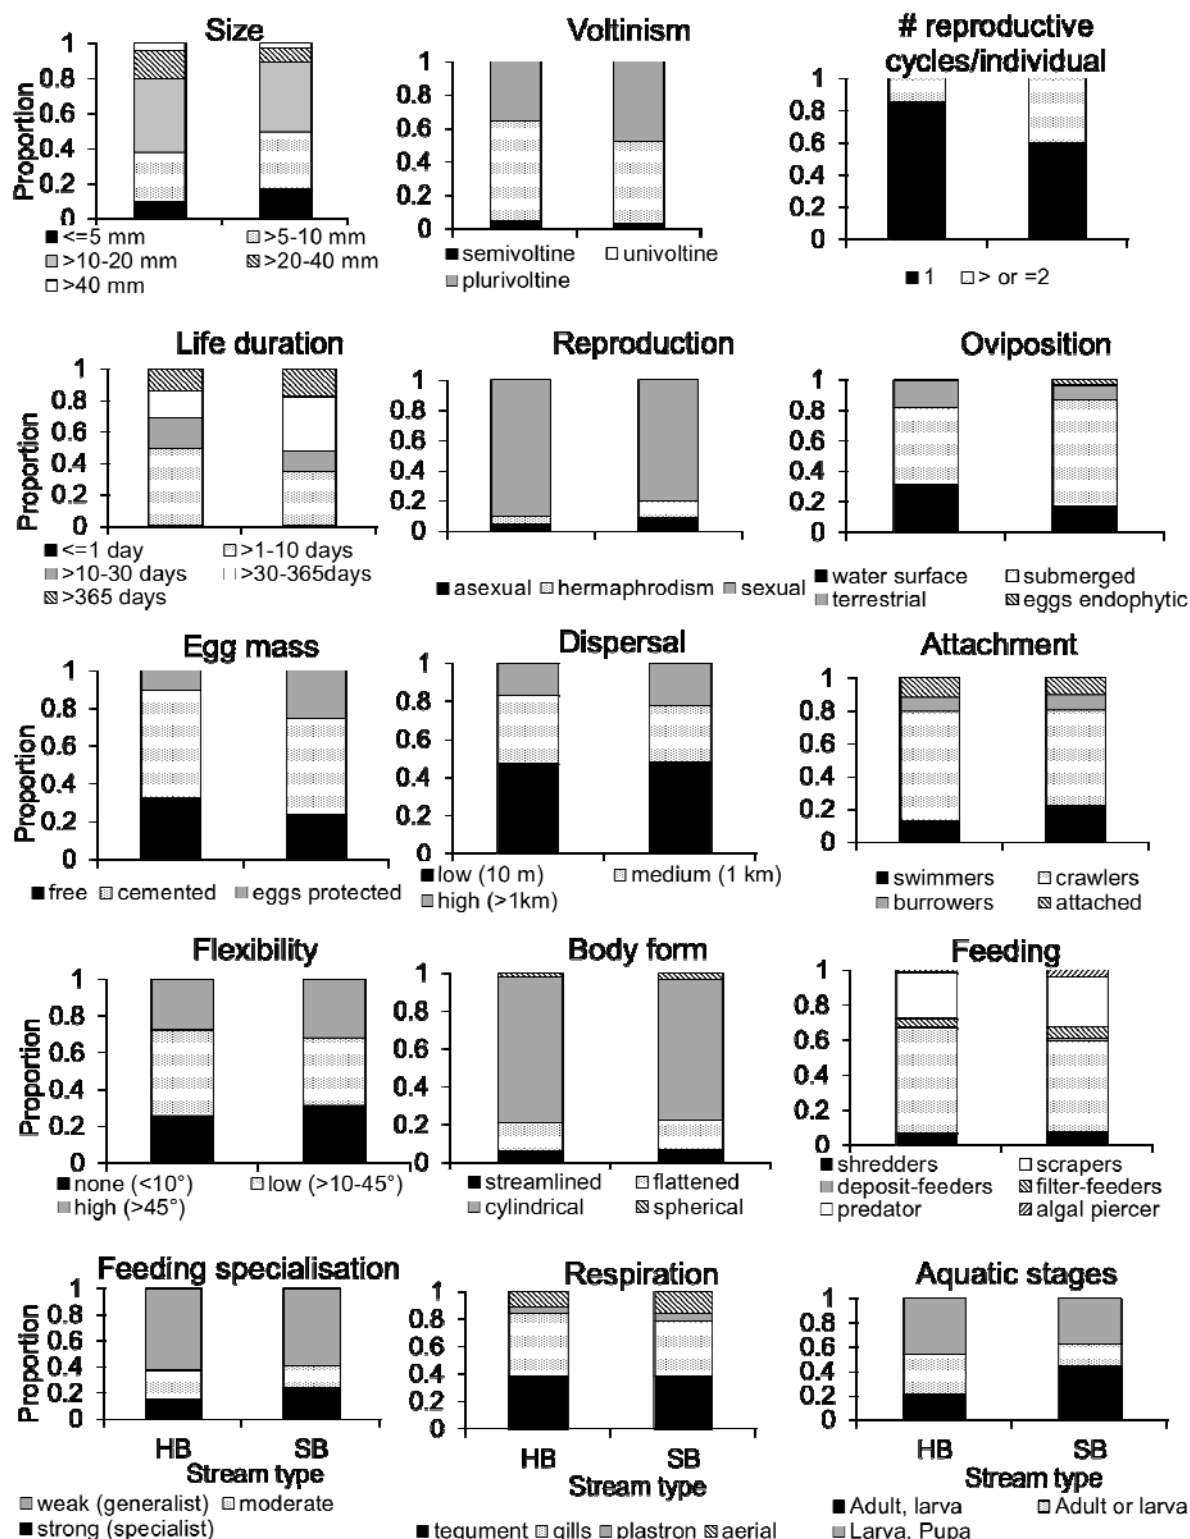 Size
Proportion
1
0.8
0.6
0.4
0.2
0
<=5 mm >5-10 mm
>10-20 mm >20-40 mm
>40 mm
Voltinism
1
0.8
0.6
0.4
0.2
0
semivoltine univoltine
plurivoltine
# reproductive
cycles/individual
1
0.8
0.6
0.4
0.2
0
1 > or =2
Life duration
Proportion
1
0.8
0.6
0.4
0.2
0
<=1 day >1-10 days
>10-30 days >30-365days
>365 days
Reproduction
1
0.8
0.6
0.4
0.2
0
asexual hermaphrodism sexual
Oviposition
1
0.8
0.6
0.4
0.2
0
water surface submerged
terrestrial eggs endophytic
Egg mass
Proportion
1
0.8
0.6
0.4
0.2
0
free cemented eggs protected
Dispersal
1
0.8
0.6
0.4
0.2
0
low (10 m) medium (1 km)
high (>1km)
Attachment
1
0.8
0.6
0.4
0.2
0
swimmers crawlers
burrowers attached
Flexibility
Proportion
1
0.8
0.6
0.4
0.2
0
none (<10°) low (>10-45°)
high (>45°)
Body form
1
0.8
0.6
0.4
0.2
0
streamlined flattened
cylindrical spherical
Feeding
1
0.8
0.6
0.4
0.2
0
shredders scrapers
deposit-feeders filter-feeders
predator algal piercer
Feeding specialisation
Proportion
1
0.8
0.6
0.4
0.2
0
HB SB
Stream type
weak (generalist) moderate
strong (specialist)
Respiration
1
0.8
0.6
0.4
0.2
0
HB SB
Stream type
tegument gills plastron aerial
Aquatic stages
1
0.8
0.6
0.4
0.2
0
HB SB
Stream type
Adult, larva Adult or larva
Larva, Pupa